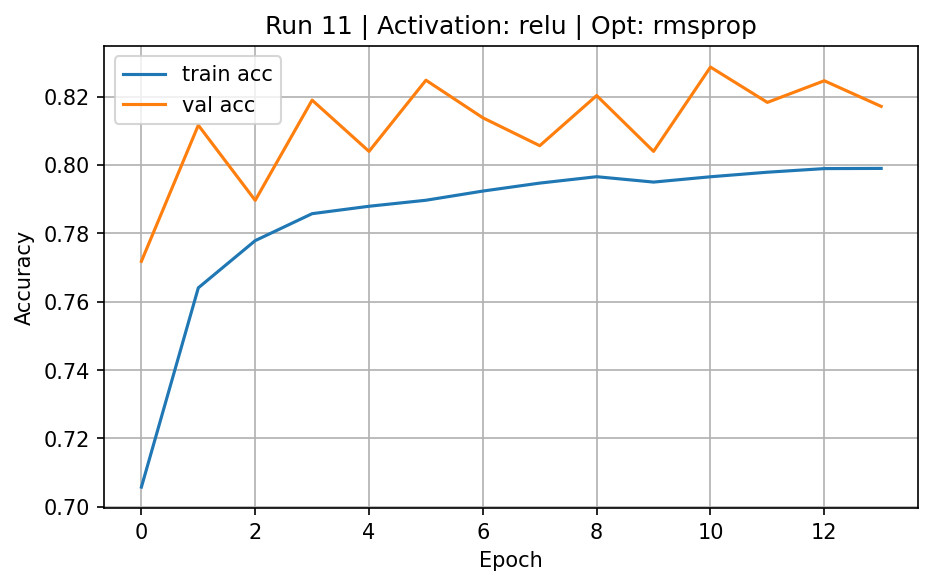 Run 11 | Activation: relu | Opt: rmsprop
train acc
val acc
0.82
0.80
0.78
0.76
0.74
0.72
0.70
Accuracy
0 2 4 6 8 10 12
Epoch